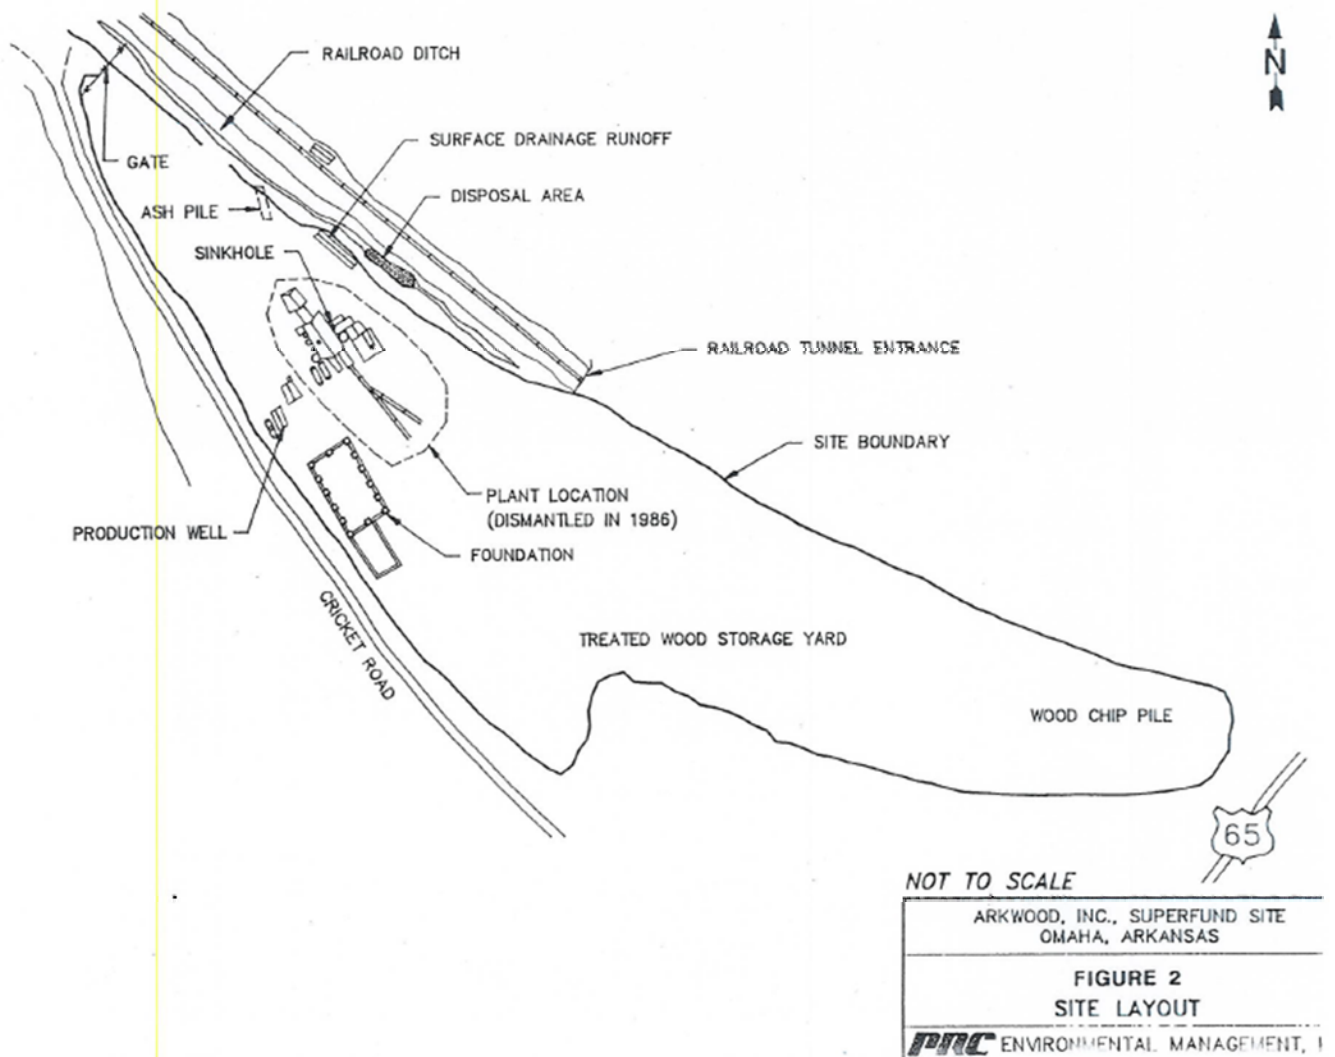 RAILROAD DITCH
N
SURFACE DRAINAGE RUNOFF
GATE
DISPOSAL AREA
ASH PILE
SINKHOLE
RAILROAD TUNNEL ENTRANCE
SITE BOUNDARY
PLANT LOCATION
(DISMANTLED IN 1986)
PRODUCTION WELL
FOUNDATION
CRICKET ROAD
TREATED WOOD STORAGE YARD
WOOD CHIP PILE
65
NOT TO SCALE
ARKWOOD, INC., SUPERFUND SITE
OMAHA, ARKANSAS
FIGURE 2
SITE LAYOUT
PRC ENVIRONMENTAL MANAGEMENT,